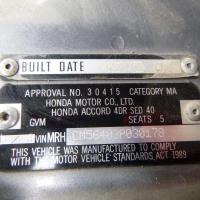 BUILT DATE
APPROVAL NO. 30415 CATEGORY MA
HONDA MOTOR CO., LTD.
HONDA ACCORD 4DR SED 40
GVM SEATS 5
VIN MRHCM56403P030178
THIS VEHICLE WAS MANUFACTURED TO COMPLY WITH
THE MOTOR VEHICLE STANDARDS ACT 1989